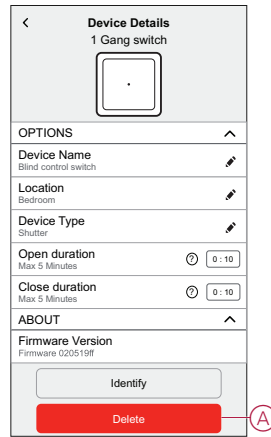 Device Details
1 Gang switch
OPTIONS
Device Name
Blind control switch
Location
Bedroom
Device Type
Shutter
Open duration
Max 5 Minutes
? 0 : 10
Close duration
Max 5 Minutes
? 0 : 10
ABOUT
Firmware Version
Firmware 020519ff
Identify
Delete
A